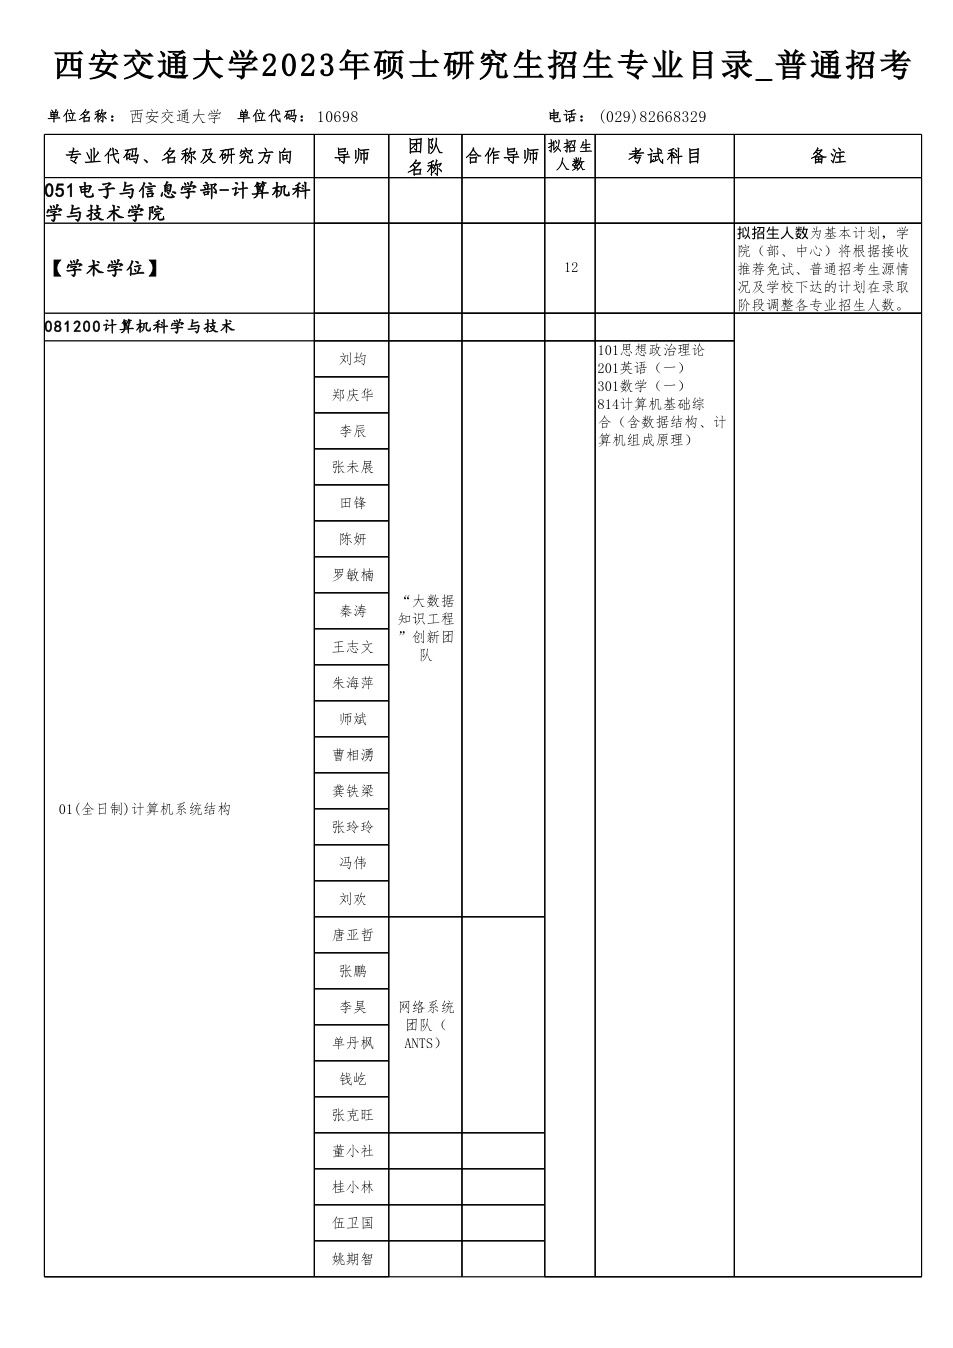 西安交通大学2023年硕士研究生招生专业目录_普通招考
单位名称： 西安交通大学 单位代码：10698 电话： (029)82668329
专业代码、名称及研究方向 导师 团队名称 合作导师 拟招生人数 考试科目 备注
051电子与信息学部-计算机科
学与技术学院
【学术学位】 12
拟招生人数为基本计划，学
院（部、中心）将根据接收
推荐免试、普通招考生源情
况及学校下达的计划在录取
阶段调整各专业招生人数。
081200计算机科学与技术
01(全日制)计算机系统结构
刘均
郑庆华
李辰
张未展
田锋
陈妍
罗敏楠
秦涛
王志文
朱海萍
师斌
曹相湧
龚铁梁
张玲玲
冯伟
刘欢
“大数据
知识工程
”创新团
队
唐亚哲
张鹏
李昊
单丹枫
钱屹
张克旺
网络系统
团队（
ANTS）
董小社
桂小林
伍卫国
姚期智
101思想政治理论
201英语（一）
301数学（一）
814计算机基础综
合（含数据结构、计
算机组成原理）